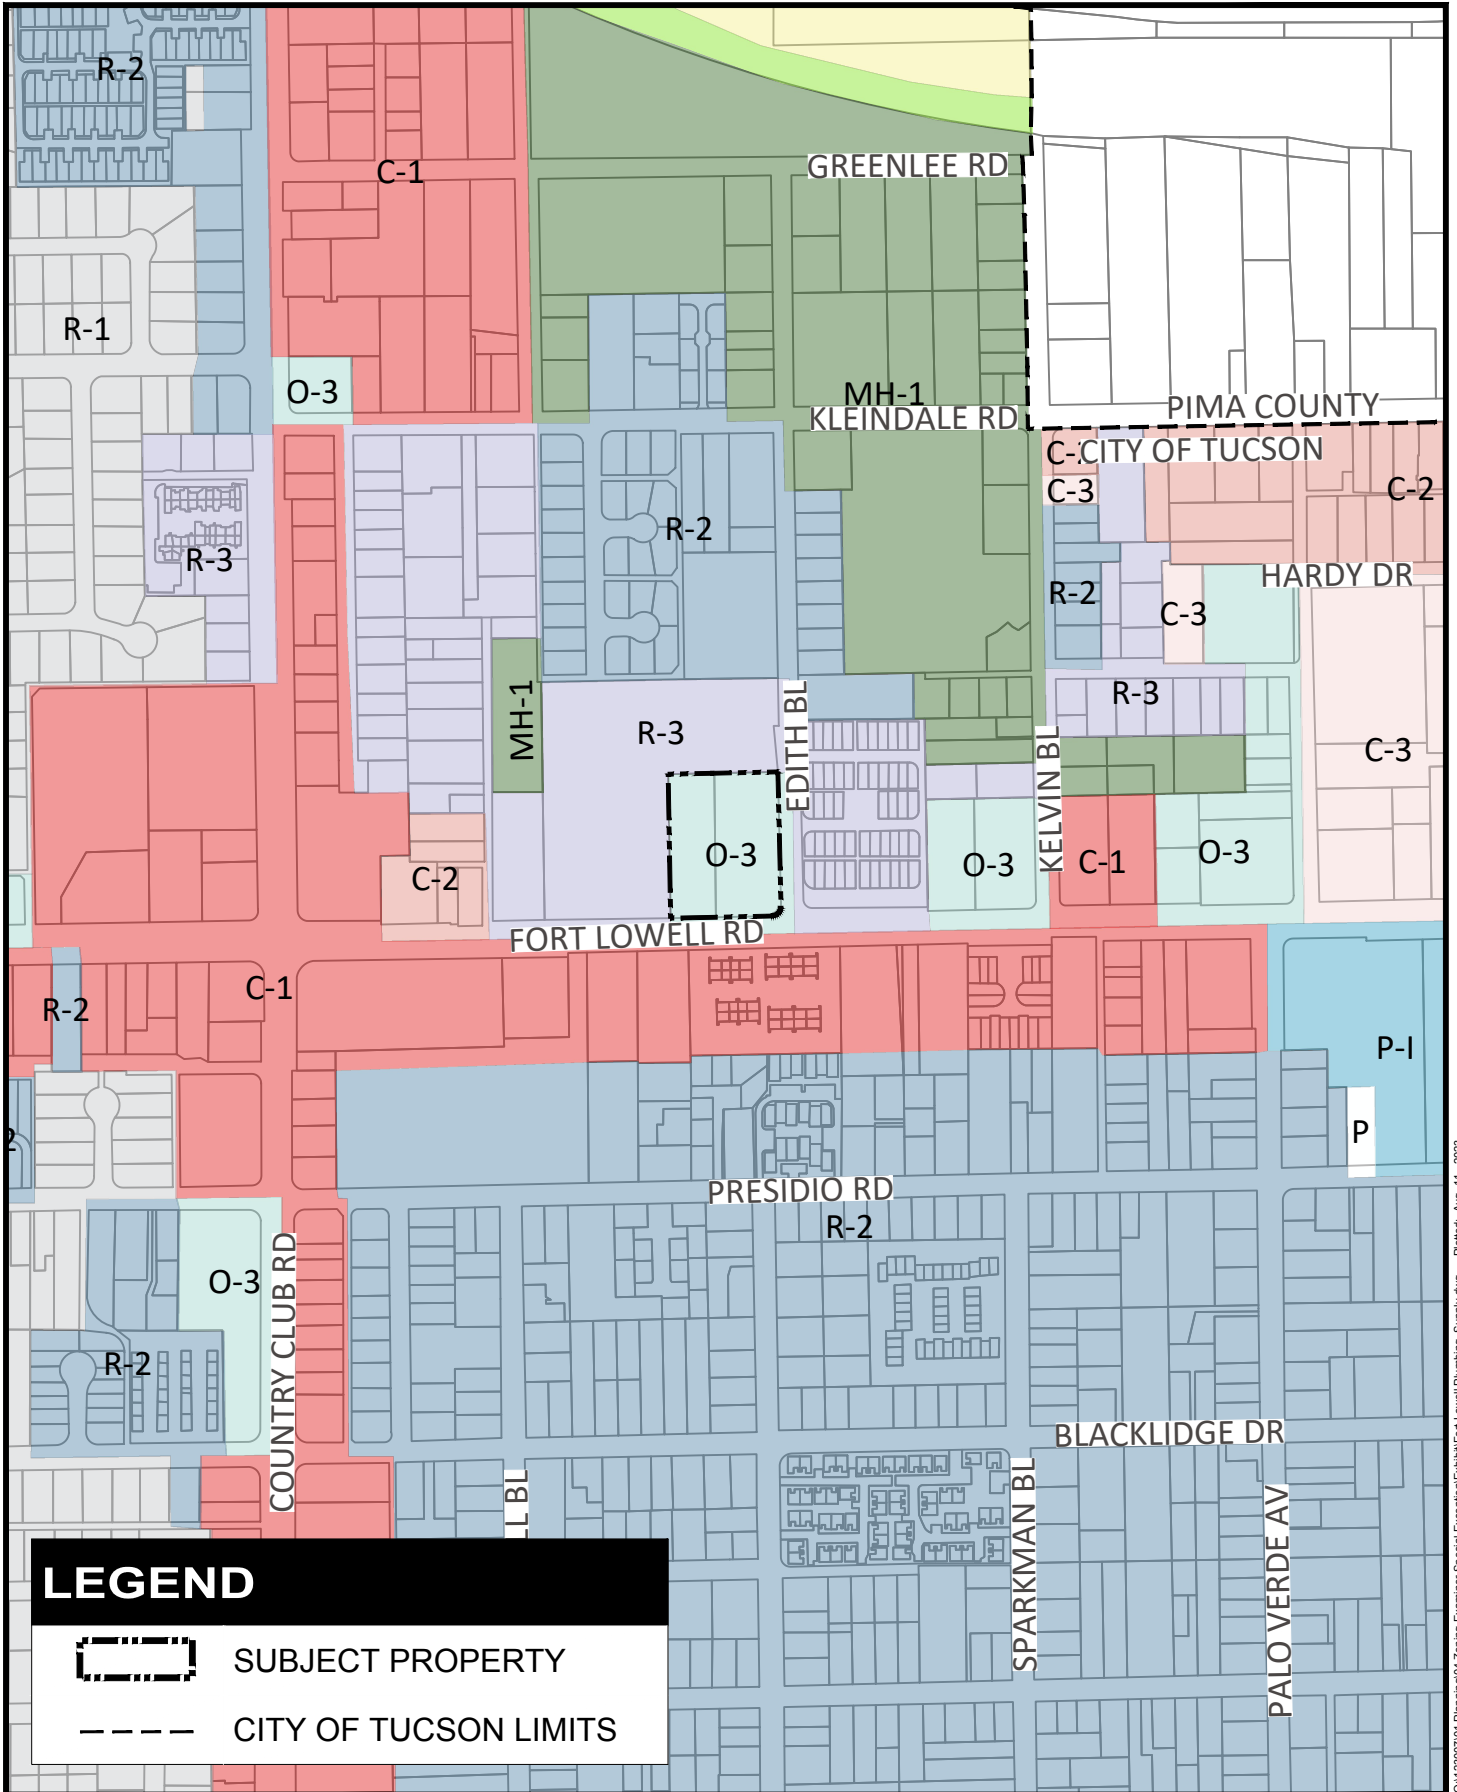 R-2
C-1
GREENLEE RD
R-1
O-3
MH-1
KLEINDALE RD
PIMA COUNTY
CITY OF TUCSON
C-3
C-2
R-3
R-2
R-2
HARDY DR
C-3
MH-1
R-3
EDITH BL
R-3
KELVIN BL
C-3
C-2
O-3
O-3
C-1
O-3
FORT LOWELL RD
R-2
C-1
P-I
P
PRESIDIO RD
R-2
O-3
COUNTRY CLUB RD
R-2
BLACKLIDGE DR
SPARKMAN BL
PALO VERDE AV
BL
LEGEND
SUBJECT PROPERTY
CITY OF TUCSON LIMITS